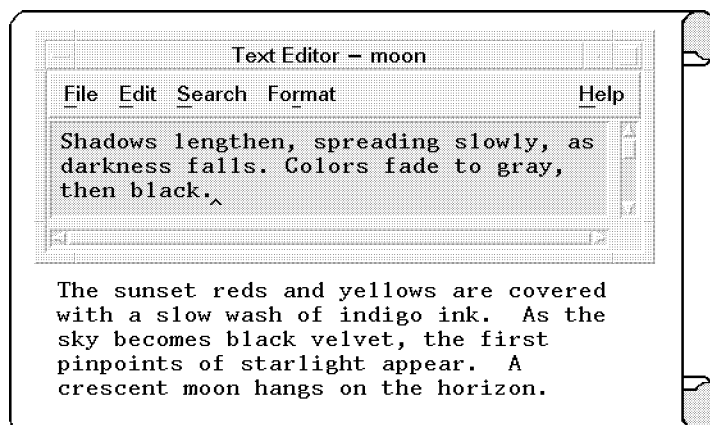 Text Editor – moon
File Edit Search Format Help
Shadows lengthen, spreading slowly, as
darkness falls. Colors fade to gray,
then black.
The sunset reds and yellows are covered
with a slow wash of indigo ink.  As the
sky becomes black velvet, the first
pinpoints of starlight appear.  A
crescent moon hangs on the horizon.